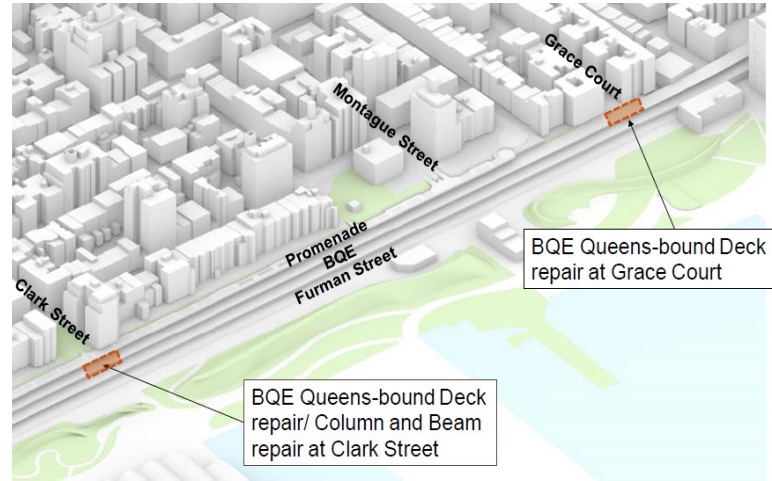 Grace Court
Montague Street
BQE Queens-bound Deck
repair at Grace Court
Promenade
BQE
Furman Street
Clark Street
BQE Queens-bound Deck
repair/ Column and Beam
repair at Clark Street